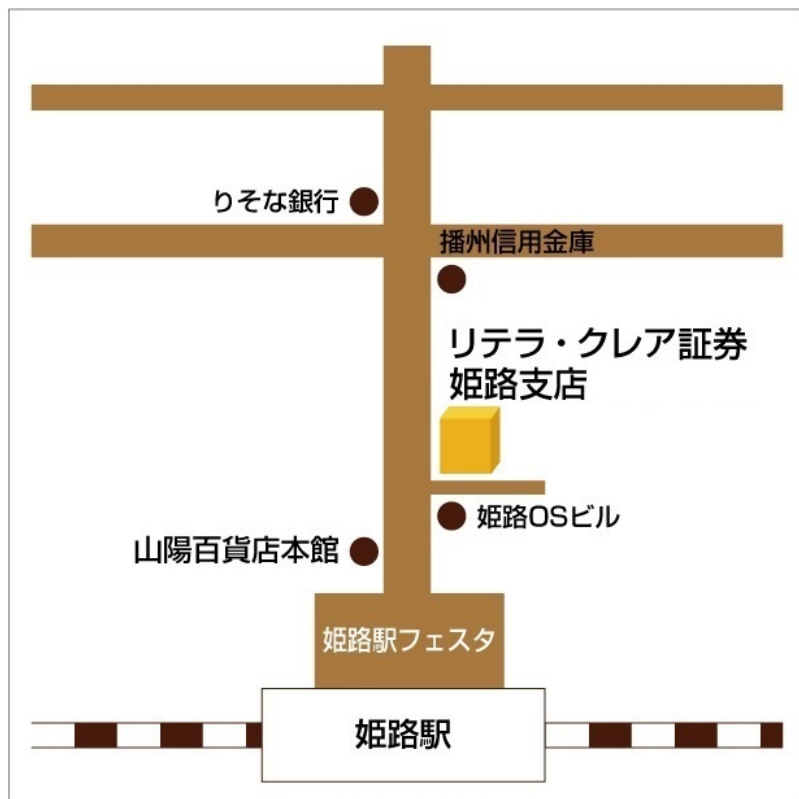 りそな銀行
播州信用金庫
リテラ・クレア証券
姫路支店
姫路OSビル
山陽百貨店本館
姫路駅フェスタ
姫路駅